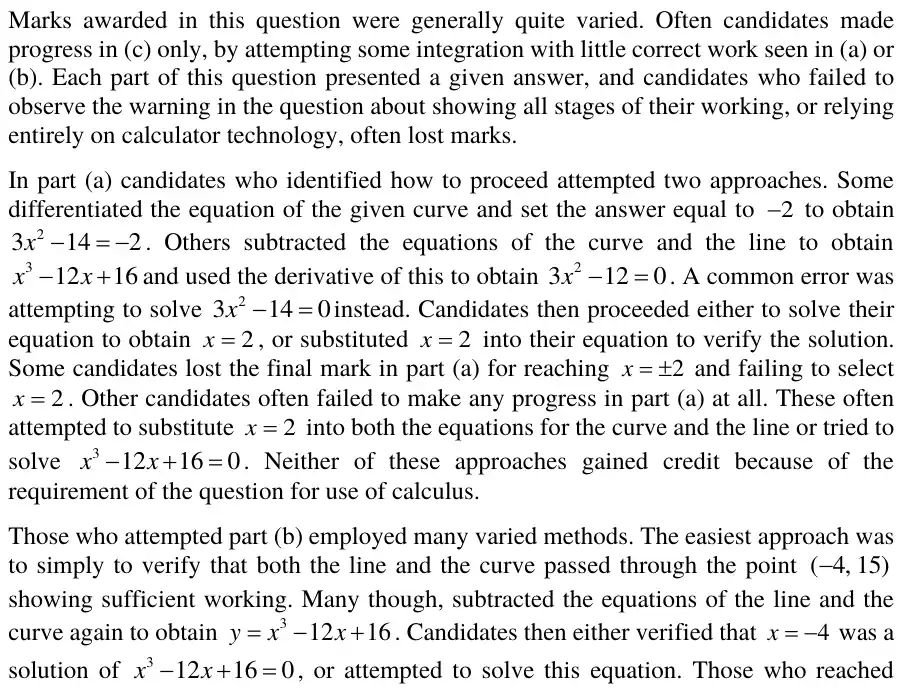 Marks awarded in this question were generally quite varied. Often candidates made
progress in (c) only, by attempting some integration with little correct work seen in (a) or
(b). Each part of this question presented a given answer, and candidates who failed to
observe the warning in the question about showing all stages of their working, or relying
entirely on calculator technology, often lost marks.
In part (a) candidates who identified how to proceed attempted two approaches. Some
differentiated the equation of the given curve and set the answer equal to −2 to obtain
3x² −14 = −2. Others subtracted the equations of the curve and the line to obtain
x³ −12x+16 and used the derivative of this to obtain 3x² −12 = 0. A common error was
attempting to solve 3x² −14 = 0 instead. Candidates then proceeded either to solve their
equation to obtain x = 2, or substituted x = 2 into their equation to verify the solution.
Some candidates lost the final mark in part (a) for reaching x = ±2 and failing to select
x = 2. Other candidates often failed to make any progress in part (a) at all. These often
attempted to substitute x = 2 into both the equations for the curve and the line or tried to
solve x³ −12x+16 = 0. Neither of these approaches gained credit because of the
requirement of the question for use of calculus.
Those who attempted part (b) employed many varied methods. The easiest approach was
to simply to verify that both the line and the curve passed through the point (−4, 15)
showing sufficient working. Many though, subtracted the equations of the line and the
curve again to obtain y = x³ −12x+16. Candidates then either verified that x = −4 was a
solution of x³ −12x+16 = 0, or attempted to solve this equation. Those who reached